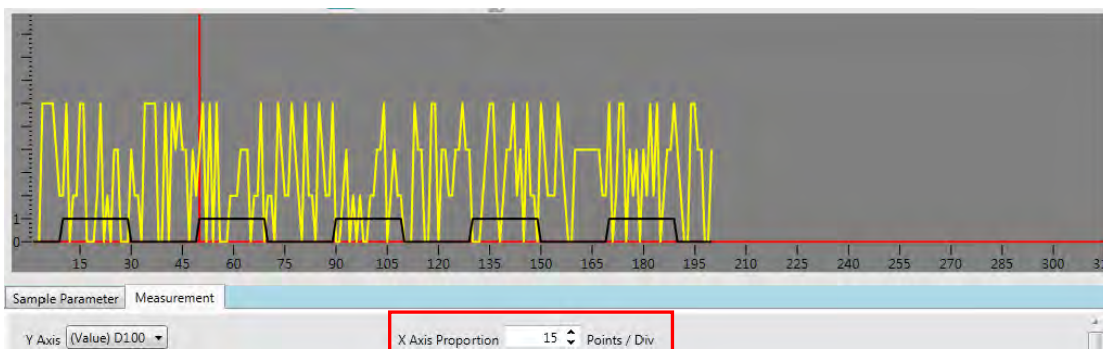 1
0
15 30 45 60 75 90 105 120 135 150 165 180 195 210 225 240 255 270 285 300
Sample Parameter Measurement
Y Axis (Value) D100 X Axis Proportion 15 Points / Div